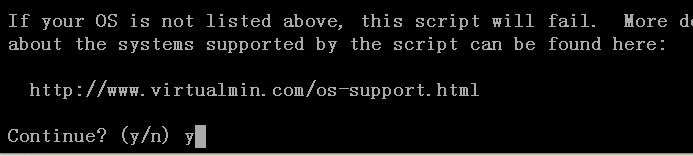 If your OS is not listed above, this script will fail.  More d
about the systems supported by the script can be found here:
http://www.virtualmin.com/os-support.html
Continue? (y/n) y